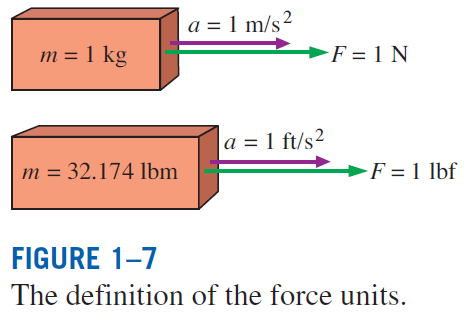 a = 1 m/s²
m = 1 kg
F = 1 N
a = 1 ft/s²
m = 32.174 lbm
F = 1 lbf
FIGURE 1–7
The definition of the force units.